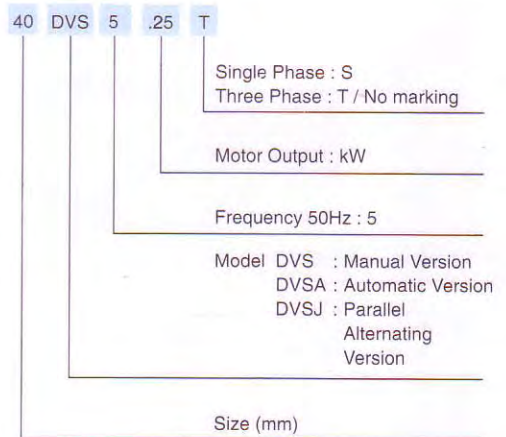 40 DVS 5 .25 T
Single Phase : S
Three Phase : T / No marking
Motor Output : kW
Frequency 50Hz : 5
Model DVS : Manual Version
DVSA : Automatic Version
DVSJ : Parallel
Alternating
Version
Size (mm)